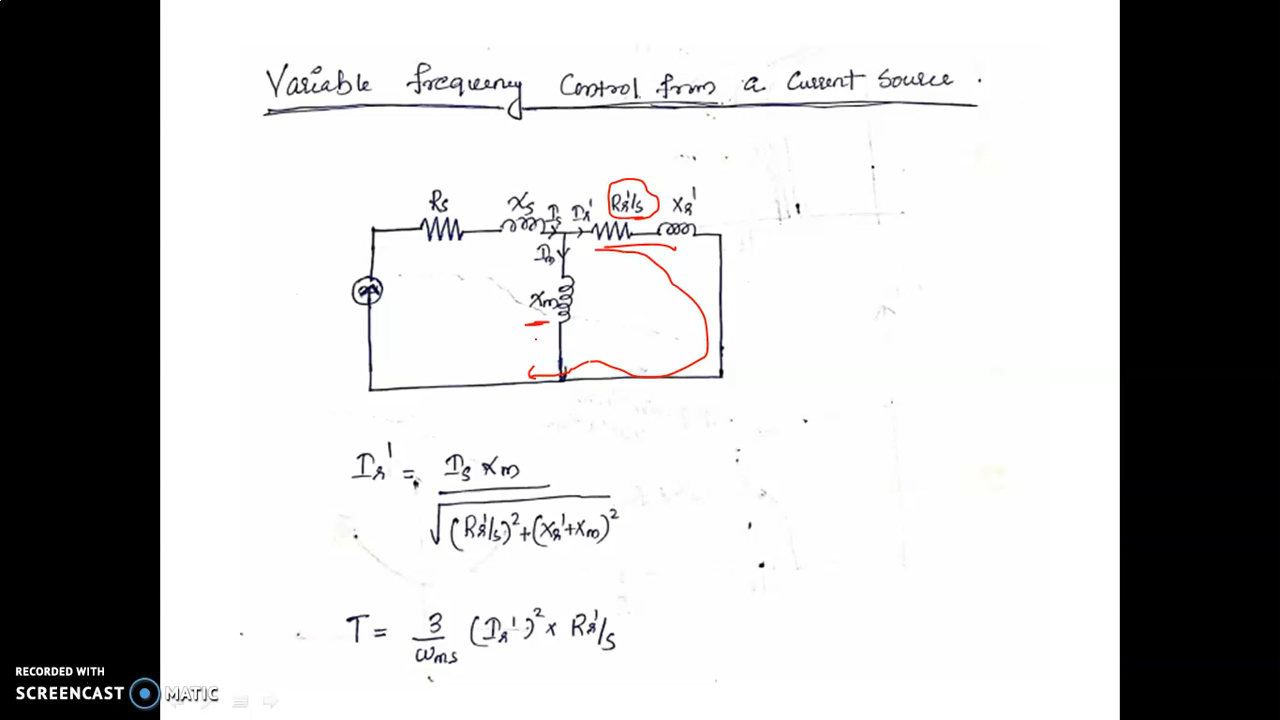 Variable frequency Control from a Current Source.
Rs Xs Is Ir' Rr'/s Xr'
Im
Xm
Ir' = Is Xm
√(Rr'/s)²+(Xr'+Xm)²
T = 3/ωms (Ir')² × Rr'/s
RECORDED WITH
SCREENCAST MATIC